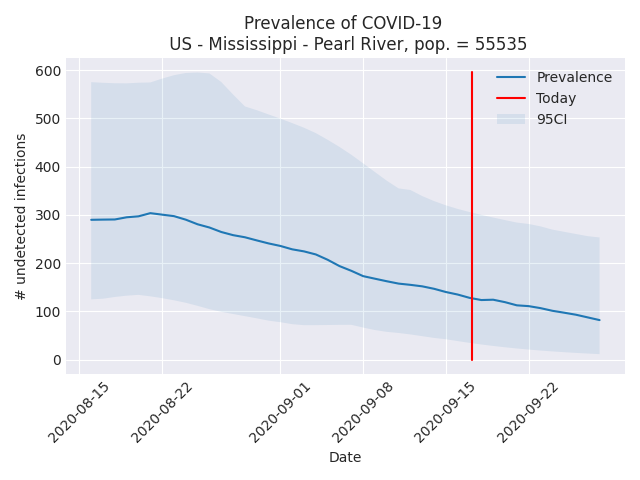 Prevalence of COVID-19
US - Mississippi - Pearl River, pop. = 55535
600
500
400
300
200
100
0
# undetected infections
Prevalence
Today
95CI
2020-08-15
2020-08-22
2020-09-01
2020-09-08
2020-09-15
2020-09-22
Date